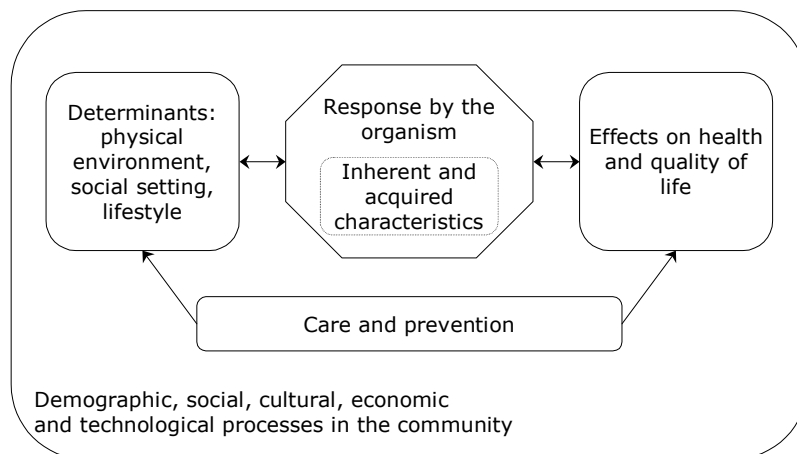 Determinants:
physical
environment,
social setting,
lifestyle
Response by the
organism
Inherent and
acquired
characteristics
Effects on health
and quality of
life
Care and prevention
Demographic, social, cultural, economic
and technological processes in the community